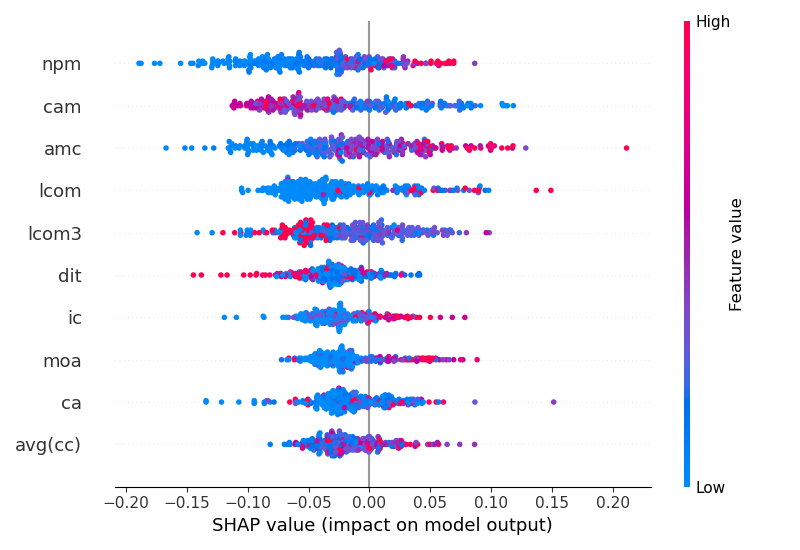 High
npm
cam
amc
lcom
lcom3
dit
ic
moa
ca
avg(cc)
Feature value
Low
−0.20 −0.15 −0.10 −0.05 0.00 0.05 0.10 0.15 0.20
SHAP value (impact on model output)